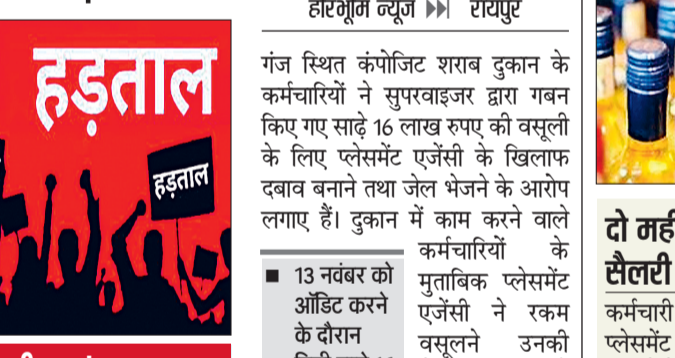 हड़ताल
हड़ताल
हरिभूमि न्यूज ▶▶ रायपुर
गंज स्थित कंपोजिट शराब दुकान के
कर्मचारियों ने सुपरवाइजर द्वारा गबन
किए गए साढ़े 16 लाख रुपए की वसूली
के लिए प्लेसमेंट एजेंसी के खिलाफ
दबाव बनाने तथा जेल भेजने के आरोप
लगाए हैं। दुकान में काम करने वाले
कर्मचारियों के
मुताबिक प्लेसमेंट
एजेंसी ने रकम
वसूलने उनकी
■ 13 नवंबर को
ऑडिट करने
के दौरान
दो
सैलरी
कर्मचारी
प्लेसमेंट